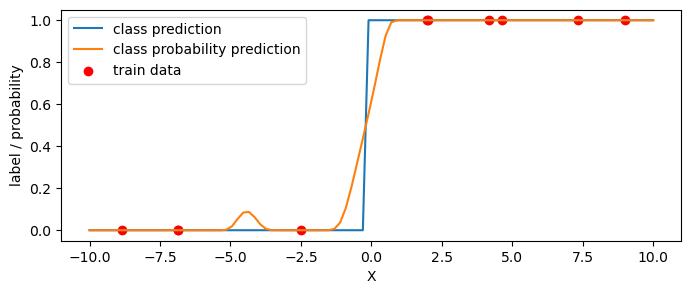 class prediction
class probability prediction
train data
label / probability
1.0
0.8
0.6
0.4
0.2
0.0
−10.0 −7.5 −5.0 −2.5 0.0 2.5 5.0 7.5 10.0
X